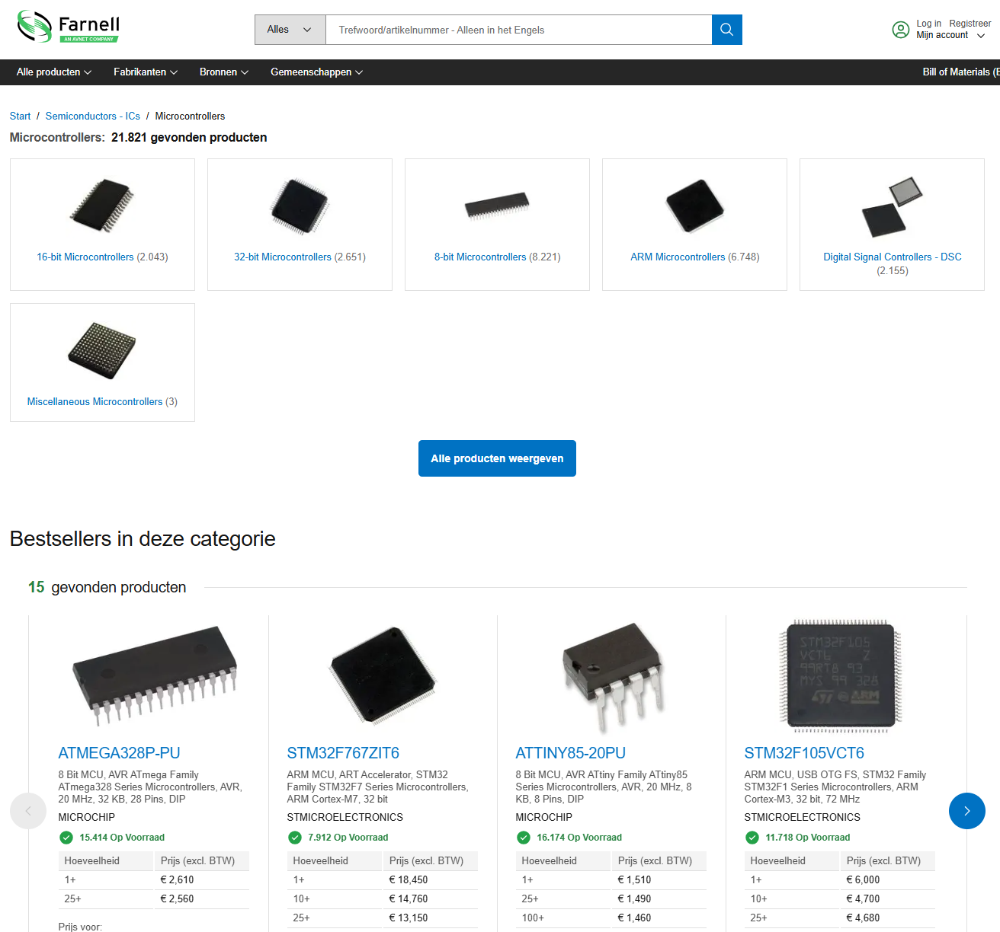 Farnell
AN AVNET COMPANY
Alles
Trefwoord/artikelnummer - Alleen in het Engels
Log in Registreer
Mijn account
Alle producten Fabrikanten Bronnen Gemeenschappen Bill of Materials (
Start / Semiconductors - ICs / Microcontrollers
Microcontrollers: 21.821 gevonden producten
16-bit Microcontrollers (2.043)
32-bit Microcontrollers (2.651)
8-bit Microcontrollers (8.221)
ARM Microcontrollers (6.748)
Digital Signal Controllers - DSC
(2.155)
Miscellaneous Microcontrollers (3)
Alle producten weergeven
Bestsellers in deze categorie
15 gevonden producten
ATMEGA328P-PU
8 Bit MCU, AVR ATmega Family
ATmega328 Series Microcontrollers, AVR,
20 MHz, 32 KB, 28 Pins, DIP
MICROCHIP
15.414 Op Voorraad
Hoeveelheid Prijs (excl. BTW)
1+ € 2,610
25+ € 2,560
Prijs voor:
STM32F767ZIT6
ARM MCU, ART Accelerator, STM32
Family STM32F7 Series Microcontrollers,
ARM Cortex-M7, 32 bit
STMICROELECTRONICS
7.912 Op Voorraad
Hoeveelheid Prijs (excl. BTW)
1+ € 18,450
10+ € 14,760
25+ € 13,150
ATTINY85-20PU
8 Bit MCU, AVR ATtiny Family ATtiny85
Series Microcontrollers, AVR, 20 MHz, 8
KB, 8 Pins, DIP
MICROCHIP
16.174 Op Voorraad
Hoeveelheid Prijs (excl. BTW)
1+ € 1,510
25+ € 1,490
100+ € 1,460
STM32F105
VCT6 Z
99RT8 93
MYS 99 328
ST ARM
STM32F105VCT6
ARM MCU, USB OTG FS, STM32 Family
STM32F1 Series Microcontrollers, ARM
Cortex-M3, 32 bit, 72 MHz
STMICROELECTRONICS
11.718 Op Voorraad
Hoeveelheid Prijs (excl. BTW)
1+ € 6,000
10+ € 4,700
25+ € 4,680